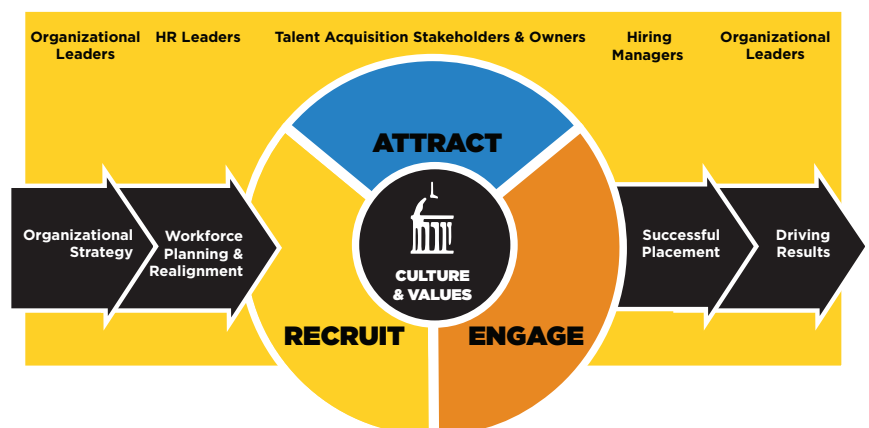 Organizational
Leaders
HR Leaders
Talent Acquisition Stakeholders & Owners
Hiring
Managers
Organizational
Leaders
ATTRACT
Organizational
Strategy
Workforce
Planning &
Realignment
CULTURE
& VALUES
Successful
Placement
Driving
Results
RECRUIT
ENGAGE